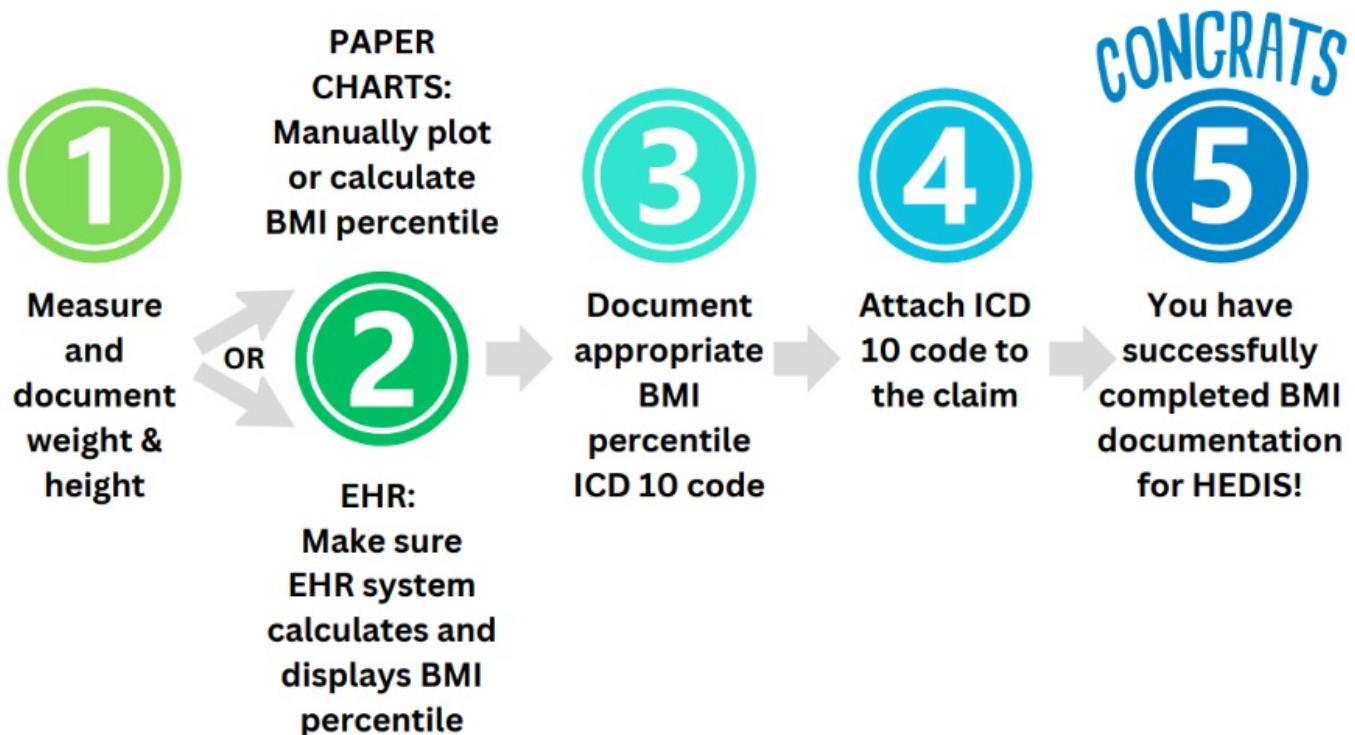 1
Measure
and
document
weight &
height
OR
PAPER
CHARTS:
Manually plot
or calculate
BMI percentile
2
EHR:
Make sure
EHR system
calculates and
displays BMI
percentile
3
Document
appropriate
BMI
percentile
ICD 10 code
4
Attach ICD
10 code to
the claim
CONGRATS
5
You have
successfully
completed BMI
documentation
for HEDIS!